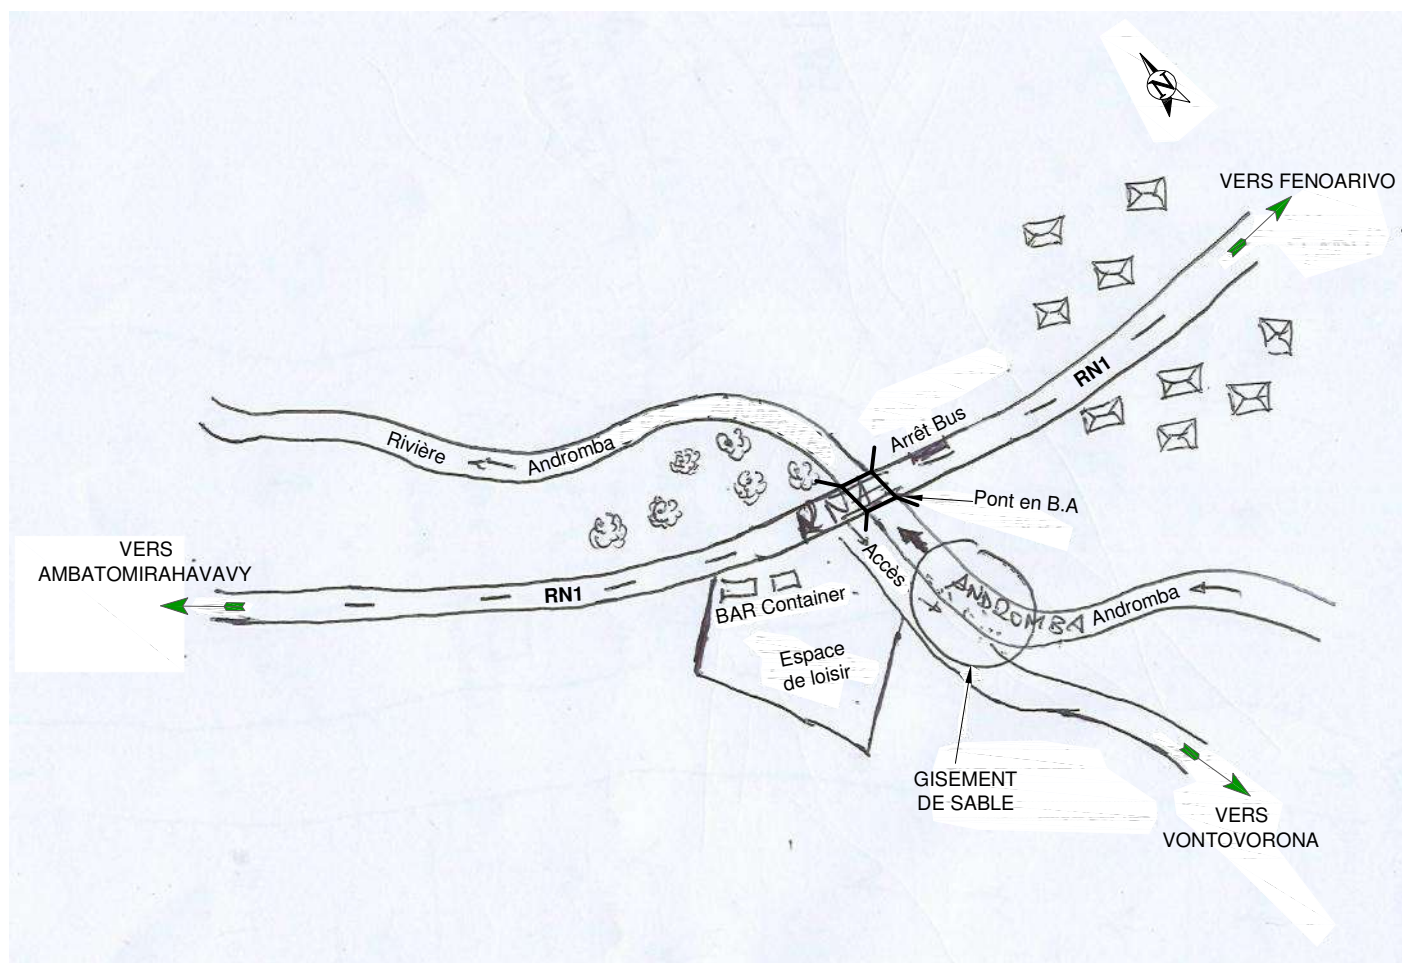 N
VERS FENOARIVO
RN1
Arrêt Bus
Rivière
Andromba
Pont en B.A
RN1
VERS
AMBATOMIRAHAVAVY
Accès
ANDROMBA
Andromba
RN1
BAR Container
Espace
de loisir
GISEMENT
DE SABLE
VERS
VONTOVORONA